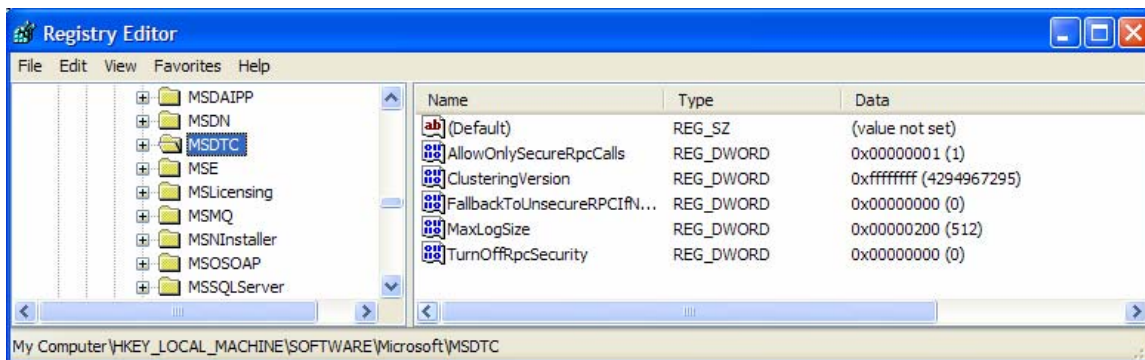 Registry Editor
File Edit View Favorites Help
MSDAIPP
MSDN
MSDTC
MSE
MSLicensing
MSMQ
MSNInstaller
MSOSOAP
MSSQLServer
Name Type Data
(Default) REG_SZ (value not set)
AllowOnlySecureRpcCalls REG_DWORD 0x00000001 (1)
ClusteringVersion REG_DWORD 0xffffffff (4294967295)
FallbackToUnsecureRPCIfN... REG_DWORD 0x00000000 (0)
MaxLogSize REG_DWORD 0x00000200 (512)
TurnOffRpcSecurity REG_DWORD 0x00000000 (0)
My Computer\HKEY_LOCAL_MACHINE\SOFTWARE\Microsoft\MSDTC